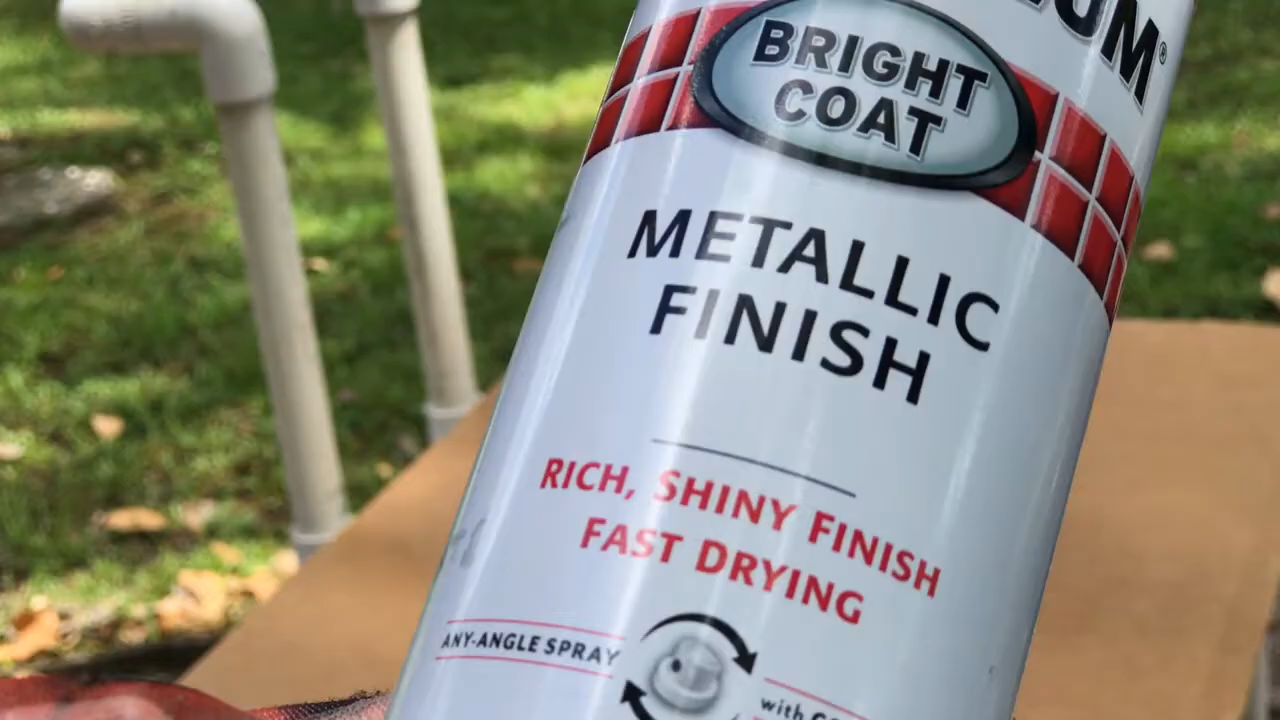 BRIGHT
COAT
METALLIC
FINISH
RICH, SHINY FINISH
FAST DRYING
ANY-ANGLE SPRAY
with